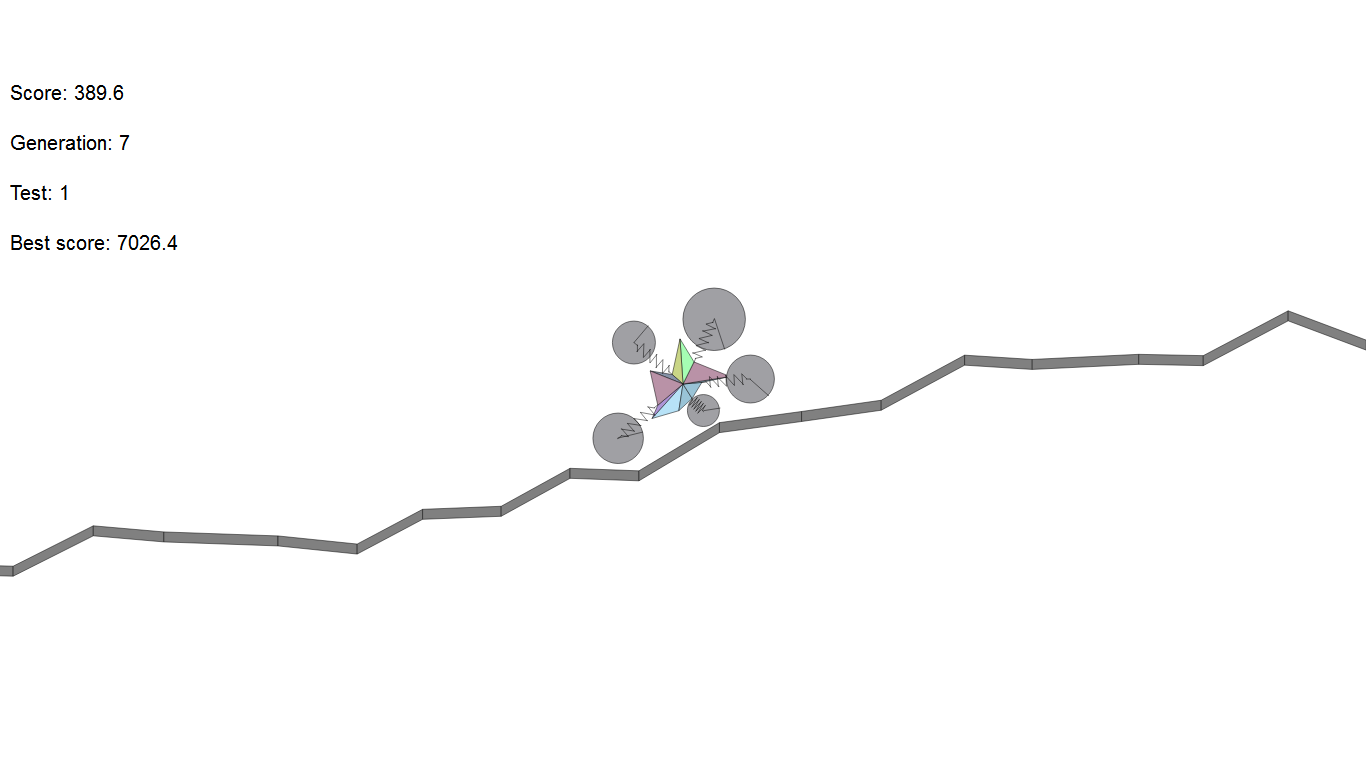 Score: 389.6
Generation: 7
Test: 1
Best score: 7026.4